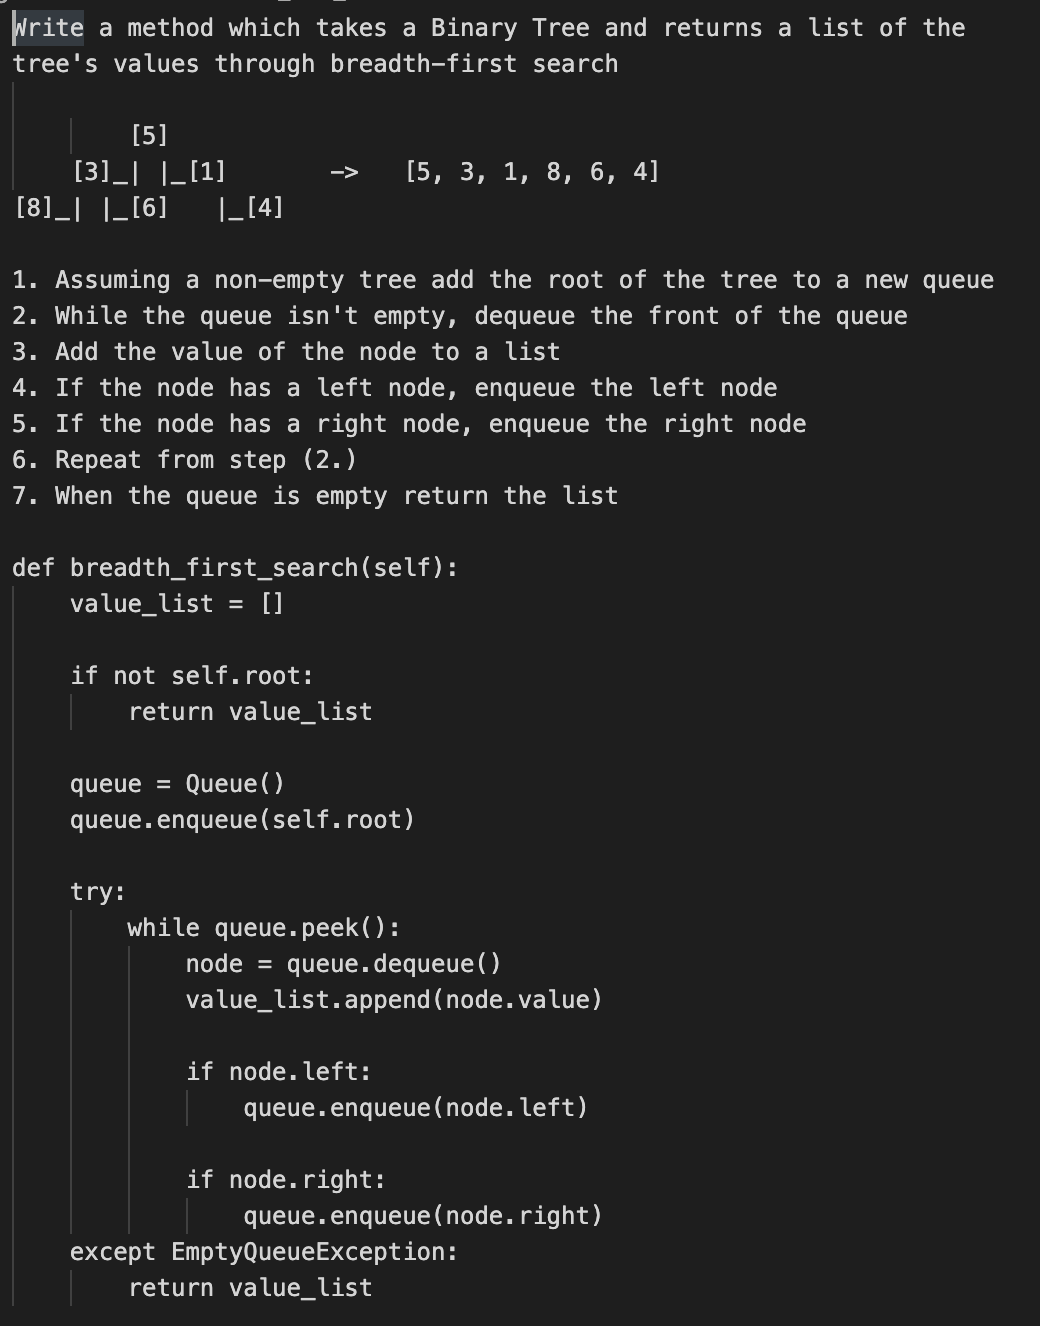 Write a method which takes a Binary Tree and returns a list of the
tree's values through breadth-first search
[5]
[3]_| |_[1]       ->   [5, 3, 1, 8, 6, 4]
[8]_| |_[6]   |_[4]
1. Assuming a non-empty tree add the root of the tree to a new queue
2. While the queue isn't empty, dequeue the front of the queue
3. Add the value of the node to a list
4. If the node has a left node, enqueue the left node
5. If the node has a right node, enqueue the right node
6. Repeat from step (2.)
7. When the queue is empty return the list
def breadth_first_search(self):
    value_list = []
    if not self.root:
        return value_list
    queue = Queue()
    queue.enqueue(self.root)
    try:
        while queue.peek():
            node = queue.dequeue()
            value_list.append(node.value)
            if node.left:
                queue.enqueue(node.left)
            if node.right:
                queue.enqueue(node.right)
    except EmptyQueueException:
        return value_list